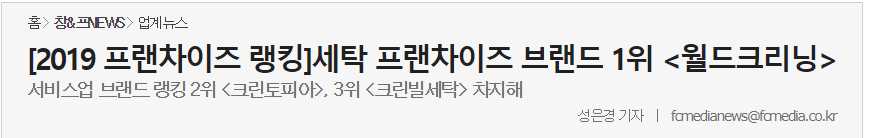 홈 > 창&프NEWS > 업계뉴스
[2019 프랜차이즈 랭킹]세탁 프랜차이즈 브랜드 1위 <월드크리닝>
서비스업 브랜드 랭킹 2위 <크린토피아>, 3위 <크린빌세탁> 차지해
성은경 기자 | fcmedianews@fcmedia.co.kr